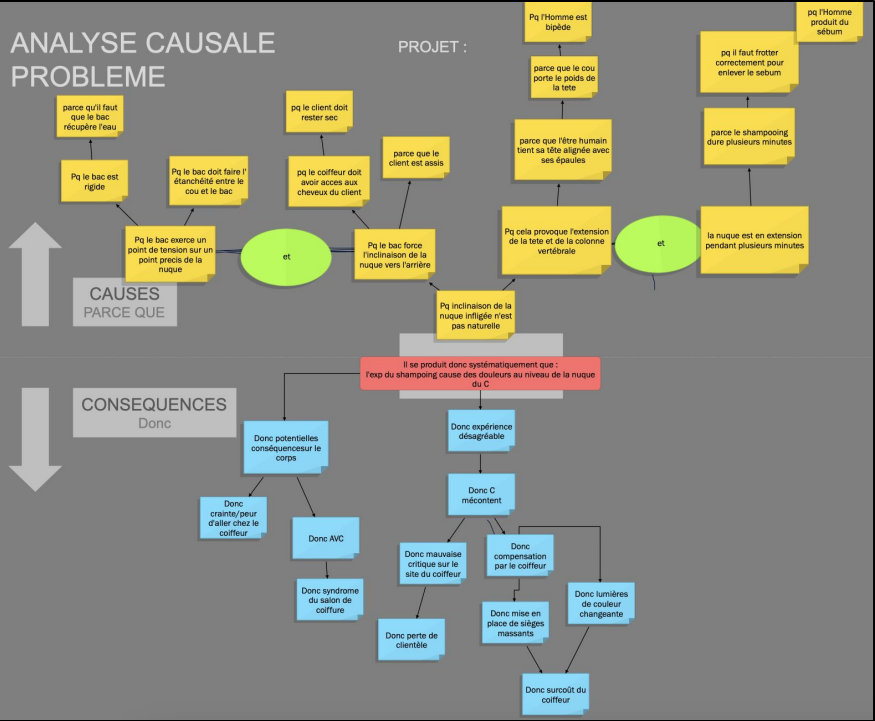 ANALYSE CAUSALE
PROBLEME
PROJET :
Pq l'Homme est
bipède
pq l'Homme
produit du
sébum
parce que le cou
porte le poids de
la tete
pq il faut frotter
correctement pour
enlever le sebum
parce qu'il faut
que le bac
récupère l'eau
pq le client doit
rester sec
parce que
le
client est assis
parce que l'être humain
tient sa tête alignée avec
ses épaules
parce le shampooing
dure plusieurs minutes
Pq le bac est
rigide
Pq le bac doit faire l'
étanchéité entre le
cou et le bac
pq le coiffeur doit
avoir acces aux
cheveux du client
Pq le bac exerce un
point de tension sur un
point precis de la
nuque
et
Pq le bac force
l'inclinaison de la
nuque vers l'arrière
Pq cela provoque l'extension
de la tete et de la colonne
vertébrale
et
la nuque est en extension
pendant plusieurs minutes
CAUSES
PARCE QUE
Pq inclinaison de la
nuque infligée n'est
pas naturelle
Il se produit donc systématiquement que :
l'exp du shampoing cause des douleurs au niveau de la nuque
du C
CONSEQUENCES
Donc
Donc potentielles
conséquencesur le
corps
Donc expérience
désagréable
Donc
crainte/peur
d'aller chez le
coiffeur
Donc AVC
Donc syndrome
du salon de
coiffure
Donc C
mécontent
Donc mauvaise
critique sur le
site du coiffeur
Donc
compensation
par le coiffeur
Donc lumières
de couleur
changeante
Donc perte de
clientèle
Donc mise en
place de sièges
massants
Donc surcoût du
coiffeur